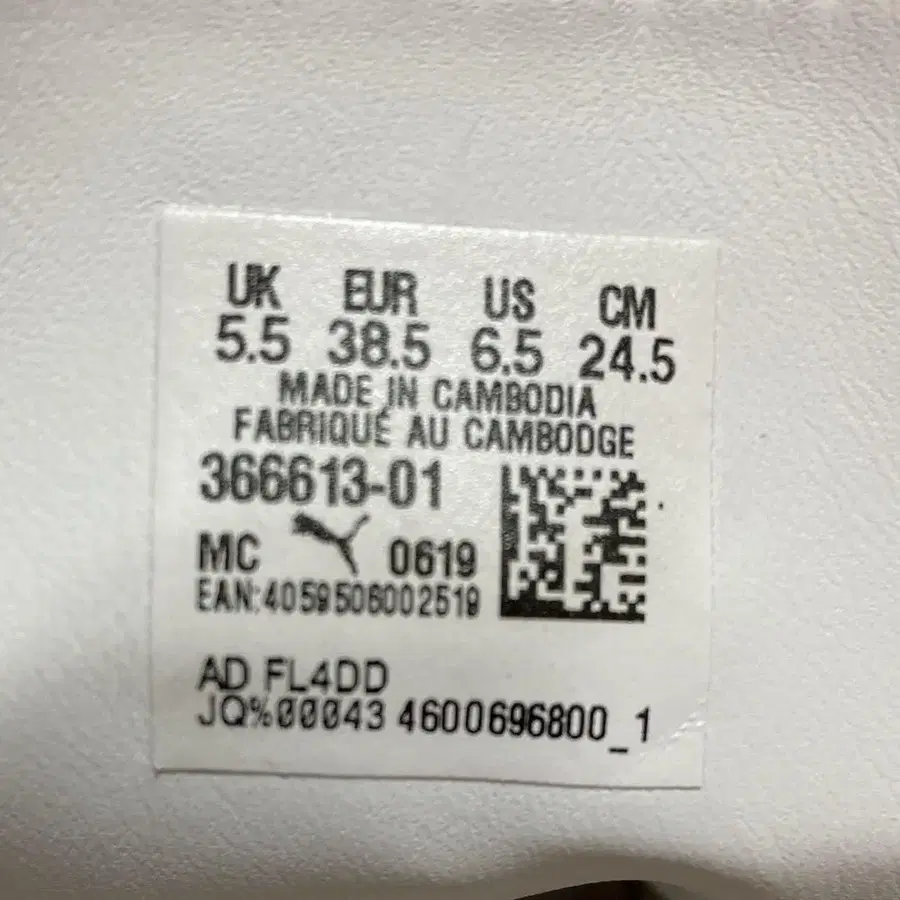 UK EUR US CM
5.5 38.5 6.5 24.5
MADE IN CAMBODIA
FABRIQUÉ AU CAMBODGE
366613-01
MC 0619
EAN:4059506002519
AD FL4DD
JQ%00043 4600696800_1